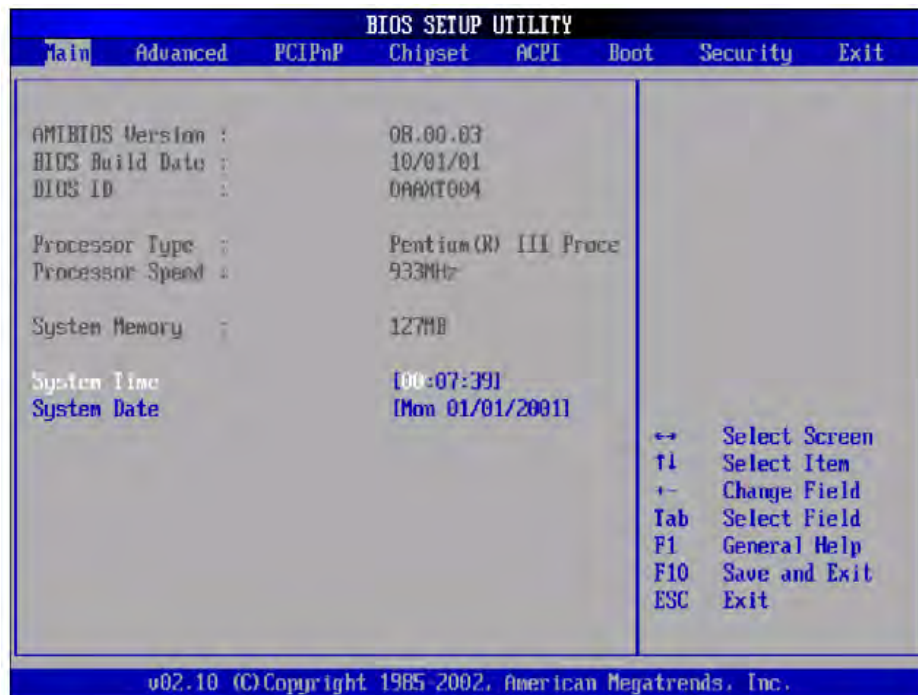 BIOS SETUP UTILITY
Main Advanced PCIPnP Chipset ACPI Boot Security Exit
AMIBIOS Version : 08.00.03
BIOS Build Date : 10/01/01
BIOS ID : 0AAXT004
Processor Type : Pentium(R) III Proce
Processor Speed : 933MHz
System Memory : 127MB
System Time [00:07:39]
System Date [Mon 01/01/2001]
↔ Select Screen
↑↓ Select Item
+- Change Field
Tab Select Field
F1 General Help
F10 Save and Exit
ESC Exit
v02.10 (C)Copyright 1985-2002, American Megatrends, Inc.